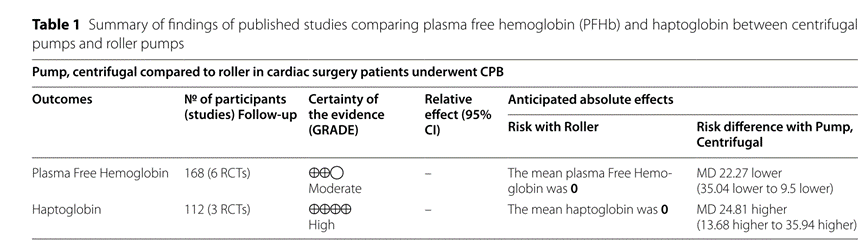 Table 1 Summary of findings of published studies comparing plasma free hemoglobin (PFHb) and haptoglobin between centrifugal
pumps and roller pumps
Pump, centrifugal compared to roller in cardiac surgery patients underwent CPB
Outcomes
№ of participants
(studies) Follow-up
Certainty of
the evidence
(GRADE)
Relative
effect (95%
CI)
Anticipated absolute effects
Risk with Roller
Risk difference with Pump,
Centrifugal
Plasma Free Hemoglobin
168 (6 RCTs)
⨁⨁◯
Moderate
–
The mean plasma Free Hemo-
globin was 0
MD 22.27 lower
(35.04 lower to 9.5 lower)
Haptoglobin
112 (3 RCTs)
⨁⨁⨁⨁
High
–
The mean haptoglobin was 0
MD 24.81 higher
(13.68 higher to 35.94 higher)